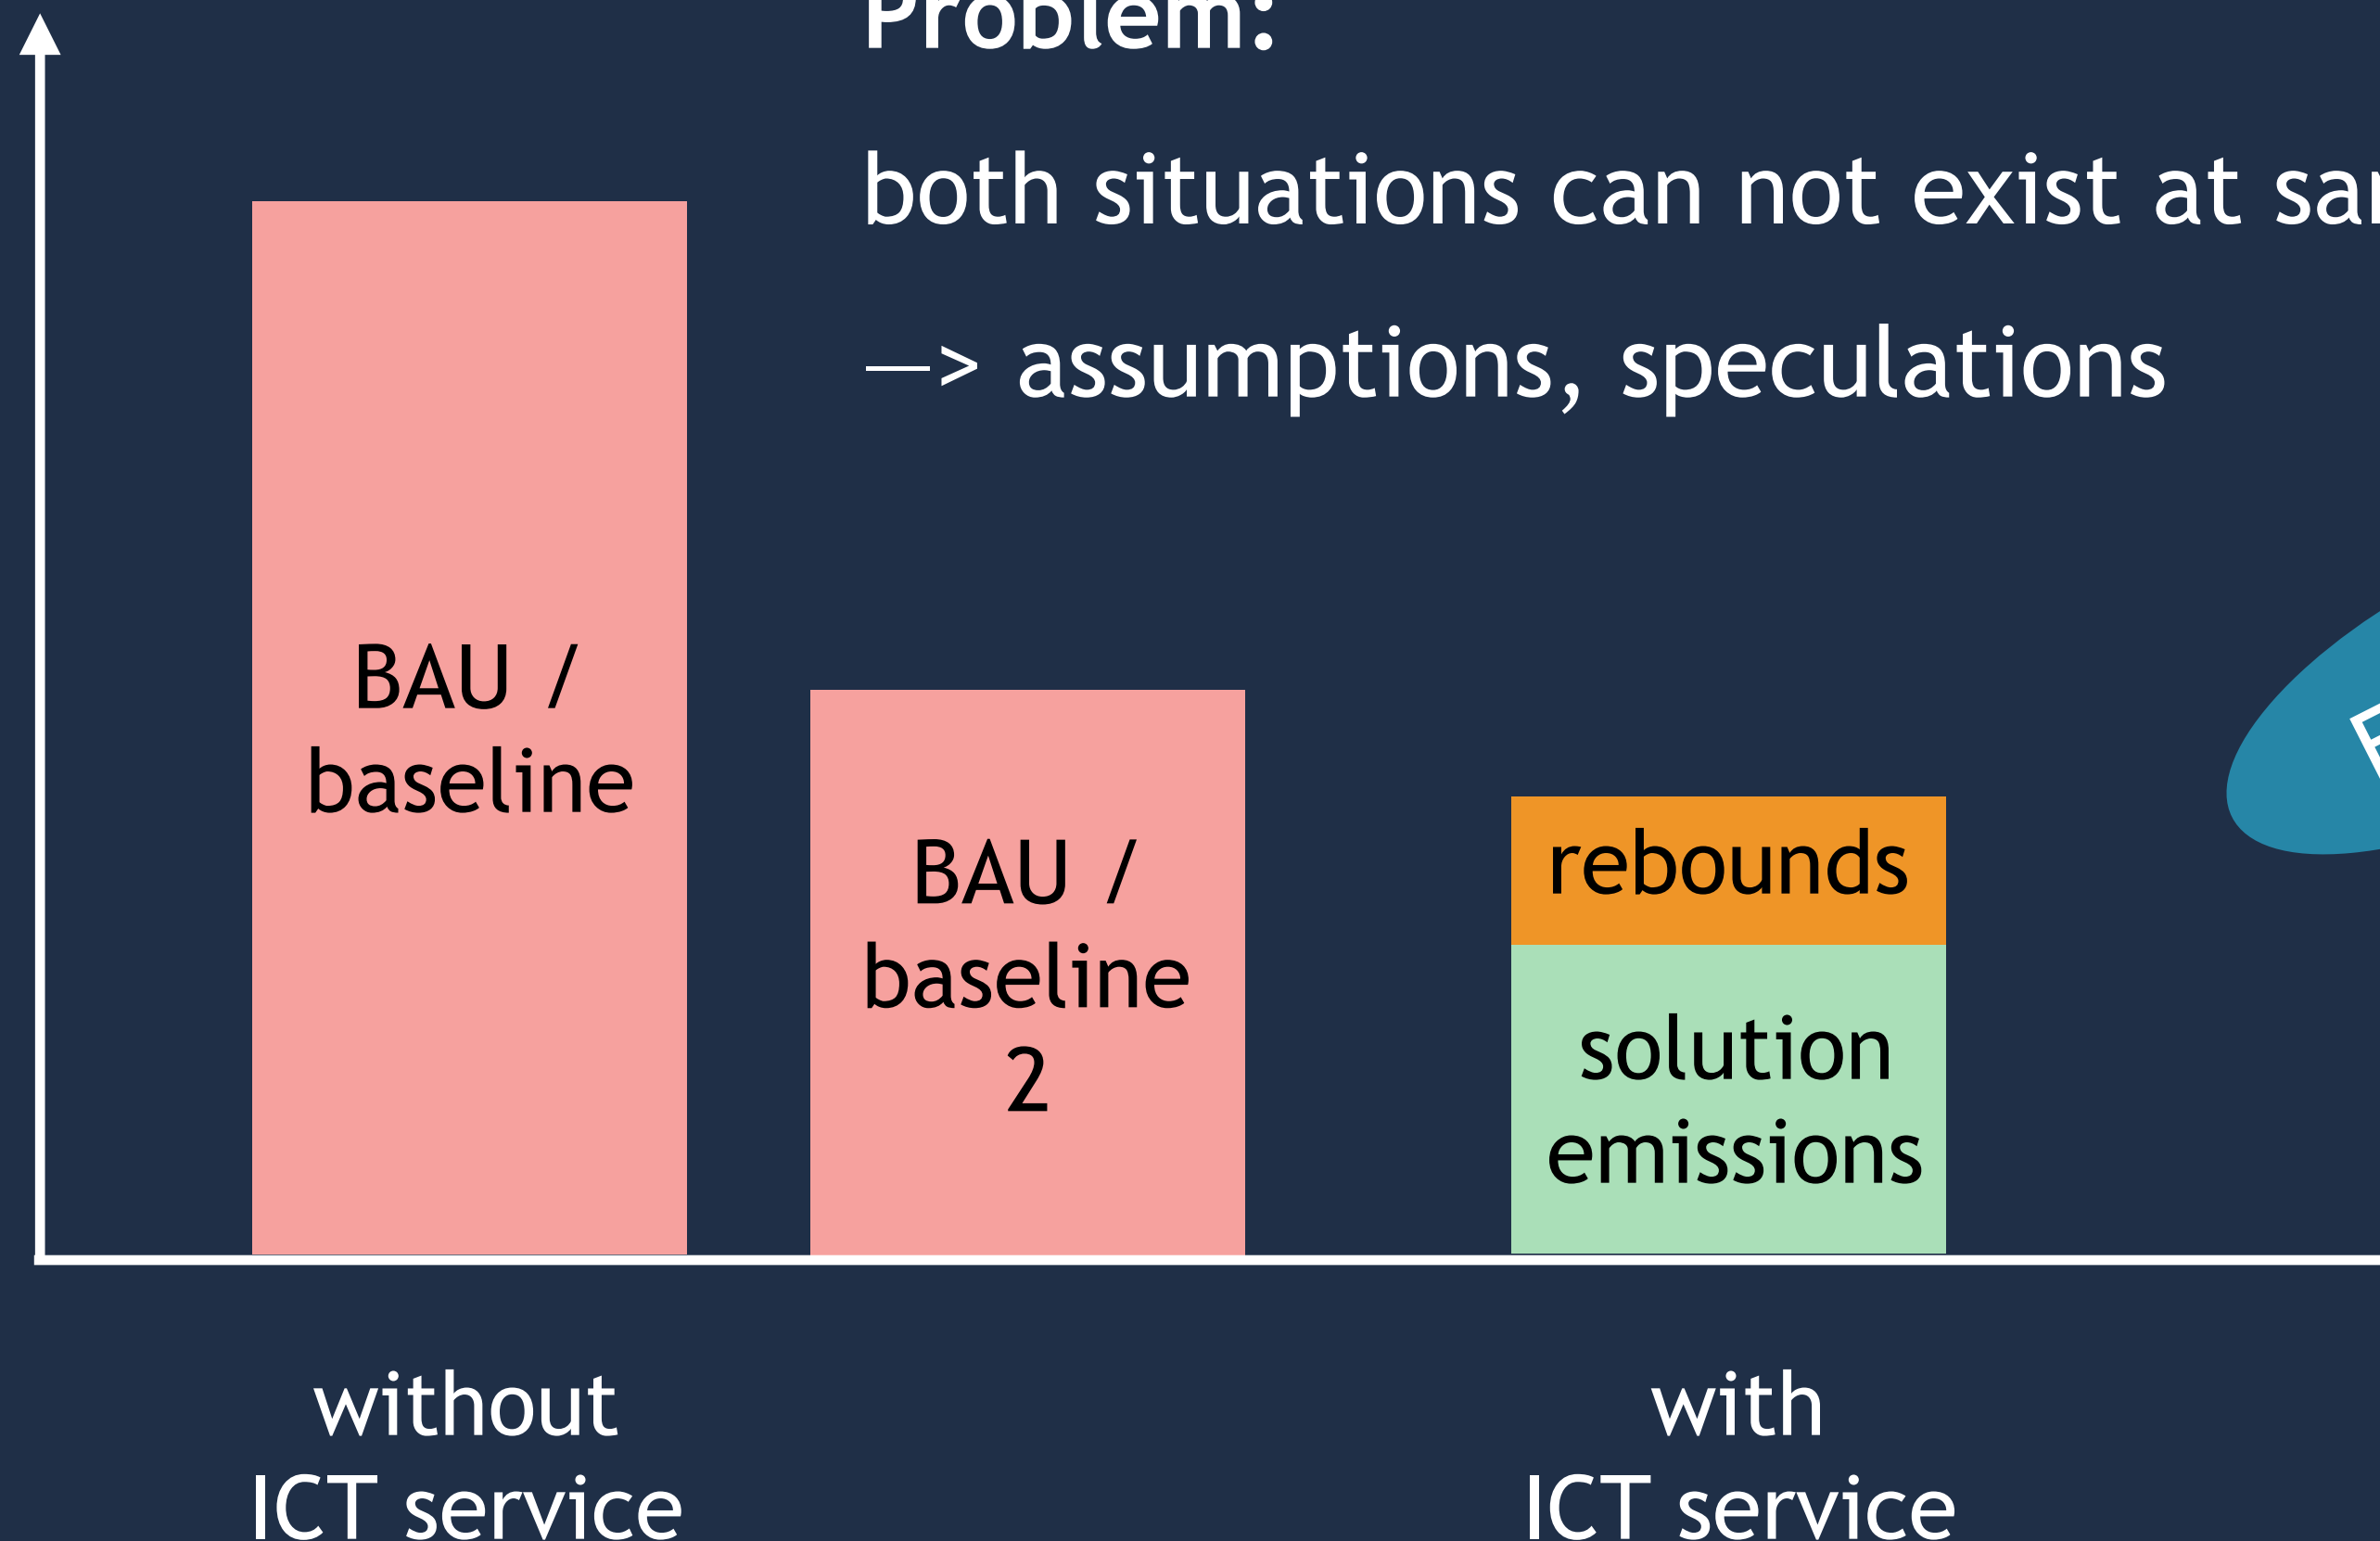 Problem:
both situations can not exist at
—> assumptions, speculations
BAU /
baseline
BAU /
baseline
2
rebounds
solution
emissions
without
ICT service
with
ICT service